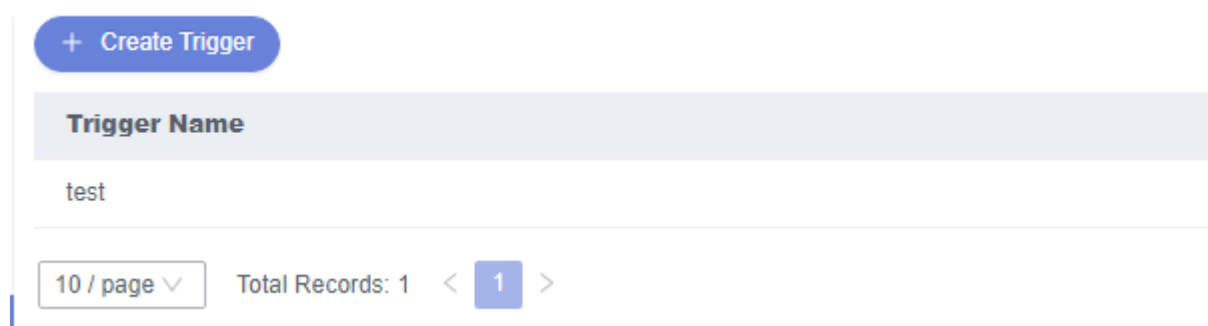 + Create Trigger
Trigger Name
test
10 / page Total Records: 1 < 1 >